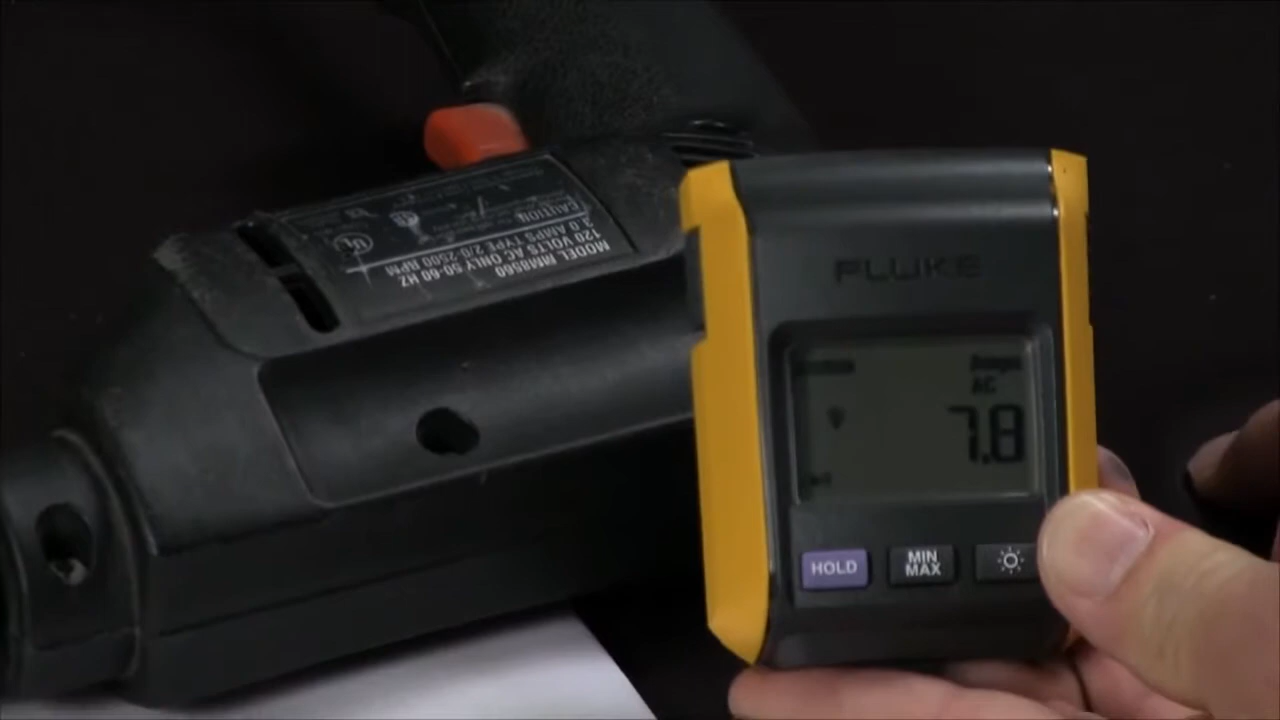 MODEL MM8560
120 VOLTS AC ONLY 50-60 HZ
3.0 AMPS TYPE 2/0-2500 RPM
CAUTION
UL
FLUKE
Amps
AC
7.8
HOLD
MIN
MAX